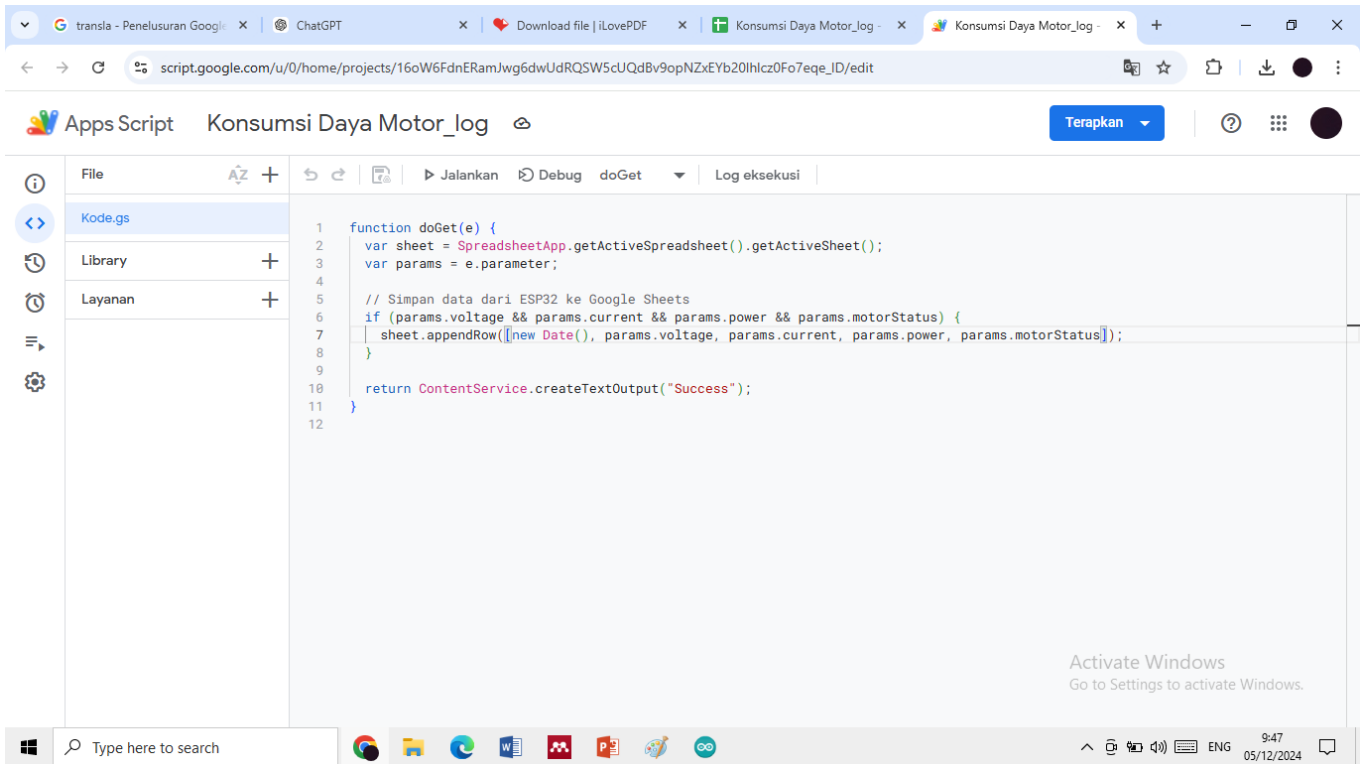 transla - Penelusuran Google
ChatGPT
Download file | iLovePDF
Konsumsi Daya Motor_log -
Konsumsi Daya Motor_log -
script.google.com/u/0/home/projects/16oW6FdnERamJwg6dwUdRQSW5cUQdBv9opNZxEYb20lhlcz0Fo7eqe_ID/edit
Apps Script
Konsumsi Daya Motor_log
Terapkan
File
AZ
Jalankan
Debug
doGet
Log eksekusi
Kode.gs
Library
Layanan
1 function doGet(e) {
2 var sheet = SpreadsheetApp.getActiveSpreadsheet().getActiveSheet();
3 var params = e.parameter;
4
5 // Simpan data dari ESP32 ke Google Sheets
6 if (params.voltage && params.current && params.power && params.motorStatus) {
7 sheet.appendRow([new Date(), params.voltage, params.current, params.power, params.motorStatus]);
8 }
9
10 return ContentService.createTextOutput("Success");
11 }
12
Activate Windows
Go to Settings to activate Windows.
Type here to search
ENG
9:47
05/12/2024